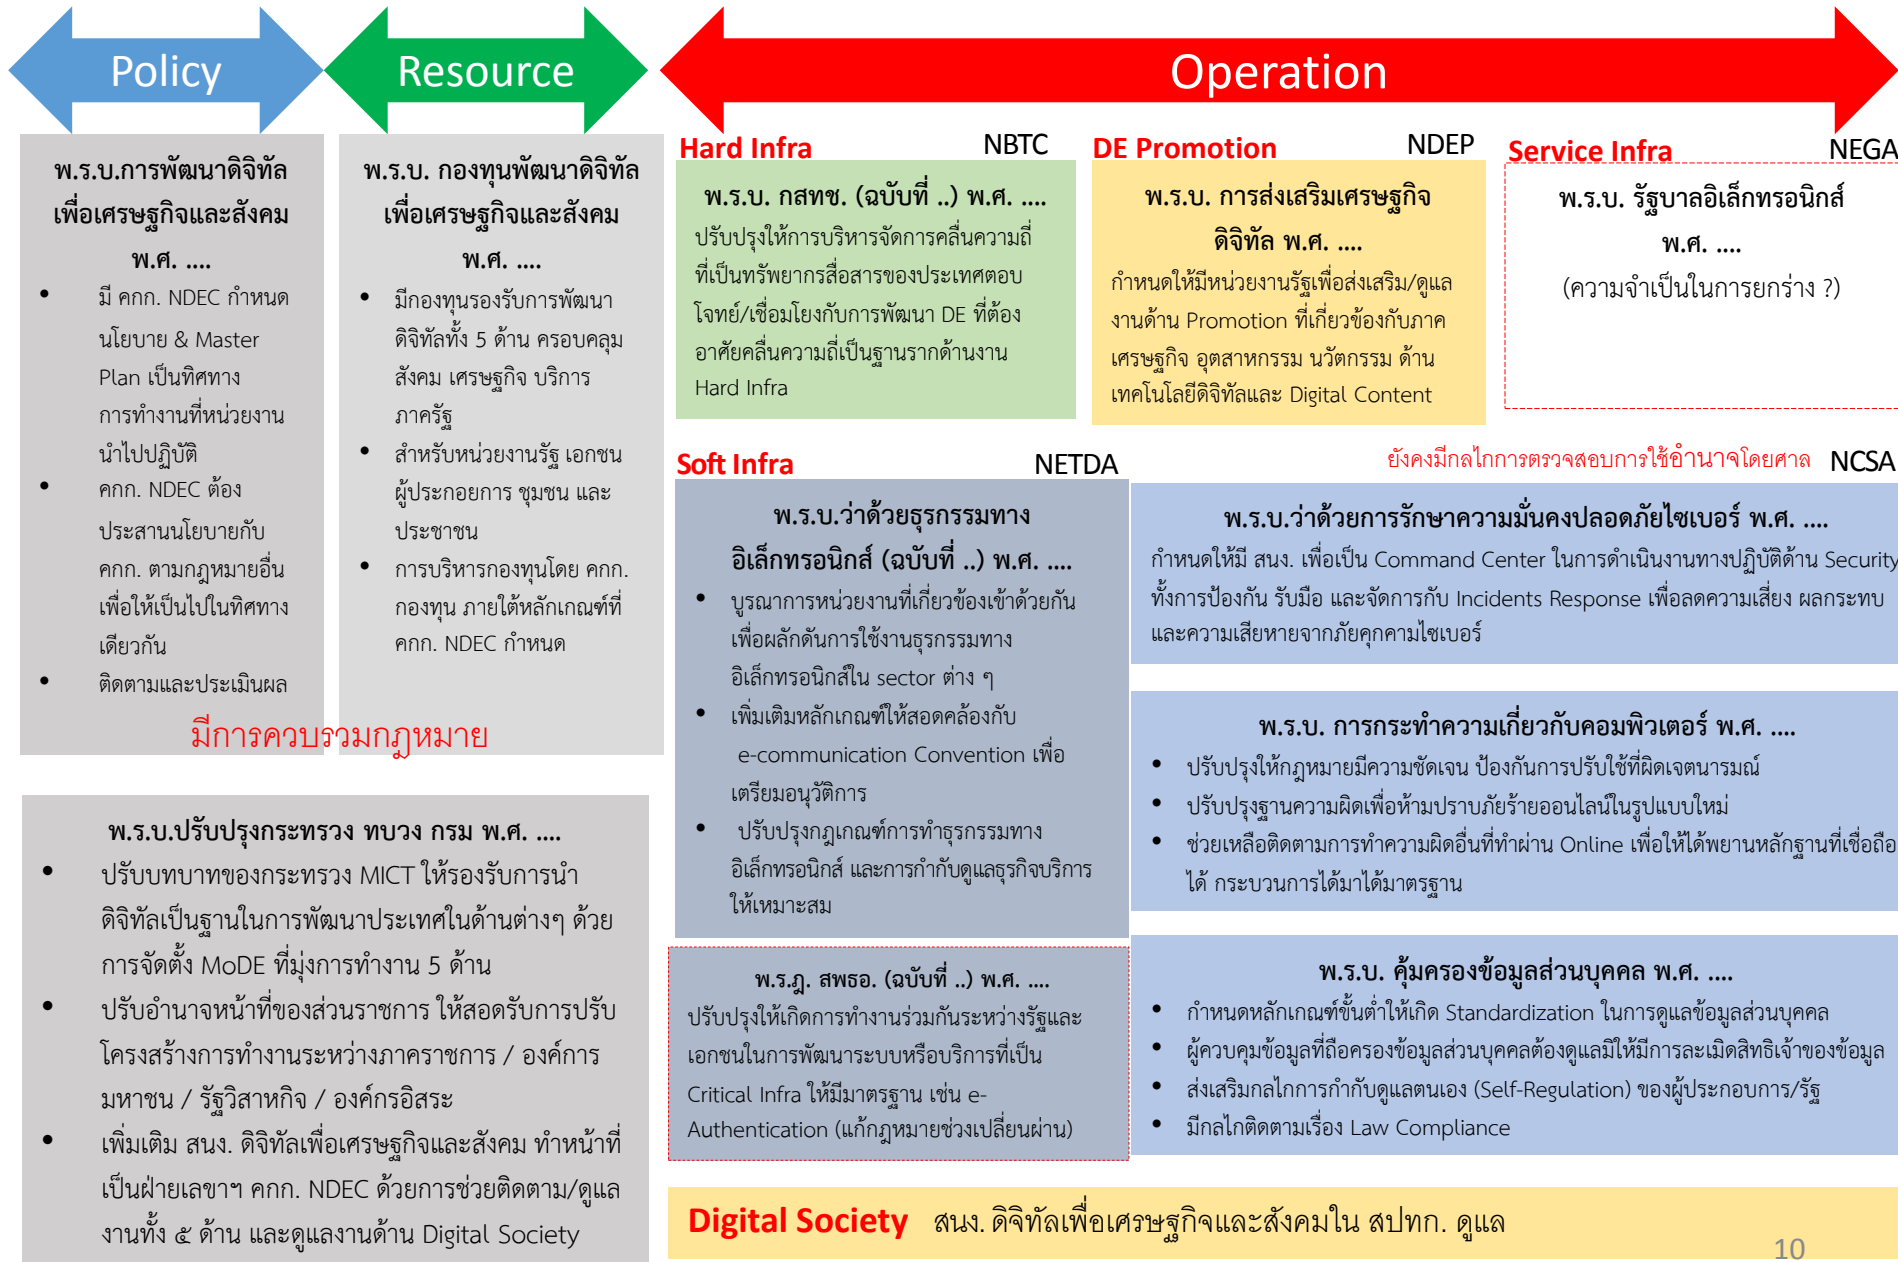 Policy
Resource
Operation
พ.ร.บ.การพัฒนาดิจิทัล
เพื่อเศรษฐกิจและสังคม
พ.ศ. ....
• มี คกก. NDEC กำหนด
นโยบาย & Master
Plan เป็นทิศทาง
การทำงานที่หน่วยงาน
นำไปปฏิบัติ
• คกก. NDEC ต้อง
ประสานนโยบายกับ
คกก. ตามกฎหมายอื่น
เพื่อให้เป็นไปในทิศทาง
เดียวกัน
• ติดตามและประเมินผล
พ.ร.บ. กองทุนพัฒนาดิจิทัล
เพื่อเศรษฐกิจและสังคม
พ.ศ. ....
• มีกองทุนรองรับการพัฒนา
ดิจิทัลทั้ง 5 ด้าน ครอบคลุม
สังคม เศรษฐกิจ บริการ
ภาครัฐ
• สำหรับหน่วยงานรัฐ เอกชน
ผู้ประกอยการ ชุมชน และ
ประชาชน
• การบริหารกองทุนโดย คกก.
กองทุน ภายใต้หลักเกณฑ์ที่
คกก. NDEC กำหนด
มีการควบรวมกฎหมาย
พ.ร.บ.ปรับปรุงกระทรวง ทบวง กรม พ.ศ. ....
• ปรับบทบาทของกระทรวง MICT ให้รองรับการนำ
ดิจิทัลเป็นฐานในการพัฒนาประเทศในด้านต่างๆ ด้วย
การจัดตั้ง MoDE ที่มุ่งการทำงาน 5 ด้าน
• ปรับอำนาจหน้าที่ของส่วนราชการ ให้สอดรับการปรับ
โครงสร้างการทำงานระหว่างภาคราชการ / องค์การ
มหาชน / รัฐวิสาหกิจ / องค์กรอิสระ
• เพิ่มเติม สนง. ดิจิทัลเพื่อเศรษฐกิจและสังคม ทำหน้าที่
เป็นฝ่ายเลขาฯ คกก. NDEC ด้วยการช่วยติดตาม/ดูแล
งานทั้ง ๕ ด้าน และดูแลงานด้าน Digital Society
Hard Infra NBTC
พ.ร.บ. กสทช. (ฉบับที่ ..) พ.ศ. ....
ปรับปรุงให้การบริหารจัดการคลื่นความถี่
ที่เป็นทรัพยากรสื่อสารของประเทศตอบ
โจทย์/เชื่อมโยงกับการพัฒนา DE ที่ต้อง
อาศัยคลื่นความถี่เป็นฐานรากด้านงาน
Hard Infra
DE Promotion NDEP
พ.ร.บ. การส่งเสริมเศรษฐกิจ
ดิจิทัล พ.ศ. ....
กำหนดให้มีหน่วยงานรัฐเพื่อส่งเสริม/ดูแล
งานด้าน Promotion ที่เกี่ยวข้องกับภาค
เศรษฐกิจ อุตสาหกรรม นวัตกรรม ด้าน
เทคโนโลยีดิจิทัลและ Digital Content
Service Infra NEGA
พ.ร.บ. รัฐบาลอิเล็กทรอนิกส์
พ.ศ. ....
(ความจำเป็นในการยกร่าง ?)
Soft Infra NETDA
พ.ร.บ.ว่าด้วยธุรกรรมทาง
อิเล็กทรอนิกส์ (ฉบับที่ ..) พ.ศ. ....
• บูรณาการหน่วยงานที่เกี่ยวข้องเข้าด้วยกัน
เพื่อผลักดันการใช้งานธุรกรรมทาง
อิเล็กทรอนิกส์ใน sector ต่าง ๆ
• เพิ่มเติมหลักเกณฑ์ให้สอดคล้องกับ
e-communication Convention เพื่อ
เตรียมอนุวัติการ
• ปรับปรุงกฎเกณฑ์การทำธุรกรรมทาง
อิเล็กทรอนิกส์ และการกำกับดูแลธุรกิจบริการ
ให้เหมาะสม
พ.ร.ฎ. สพธอ. (ฉบับที่ ..) พ.ศ. ....
ปรับปรุงให้เกิดการทำงานร่วมกันระหว่างรัฐและ
เอกชนในการพัฒนาระบบหรือบริการที่เป็น
Critical Infra ให้มีมาตรฐาน เช่น e-
Authentication (แก้กฎหมายช่วงเปลี่ยนผ่าน)
ยังคงมีกลไกการตรวจสอบการใช้อำนาจโดยศาล NCSA
พ.ร.บ.ว่าด้วยการรักษาความมั่นคงปลอดภัยไซเบอร์ พ.ศ. ....
กำหนดให้มี สนง. เพื่อเป็น Command Center ในการดำเนินงานทางปฏิบัติด้าน Security
ทั้งการป้องกัน รับมือ และจัดการกับ Incidents Response เพื่อลดความเสี่ยง ผลกระทบ
และความเสียหายจากภัยคุกคามไซเบอร์
พ.ร.บ. การกระทำความเกี่ยวกับคอมพิวเตอร์ พ.ศ. ....
• ปรับปรุงให้กฎหมายมีความชัดเจน ป้องกันการปรับใช้ที่ผิดเจตนารมณ์
• ปรับปรุงฐานความผิดเพื่อห้ามปราบภัยร้ายออนไลน์ในรูปแบบใหม่
• ช่วยเหลือติดตามการทำความผิดอื่นที่ทำผ่าน Online เพื่อให้ได้พยานหลักฐานที่เชื่อถือ
ได้ กระบวนการได้มาได้มาตรฐาน
พ.ร.บ. คุ้มครองข้อมูลส่วนบุคคล พ.ศ. ....
• กำหนดหลักเกณฑ์ขั้นต่ำให้เกิด Standardization ในการดูแลข้อมูลส่วนบุคคล
• ผู้ควบคุมข้อมูลที่ถือครองข้อมูลส่วนบุคคลต้องดูแลมิให้มีการละเมิดสิทธิเจ้าของข้อมูล
• ส่งเสริมกลไกการกำกับดูแลตนเอง (Self-Regulation) ของผู้ประกอบการ/รัฐ
• มีกลไกติดตามเรื่อง Law Compliance
Digital Society สนง. ดิจิทัลเพื่อเศรษฐกิจและสังคมใน สปทก. ดูแล
10